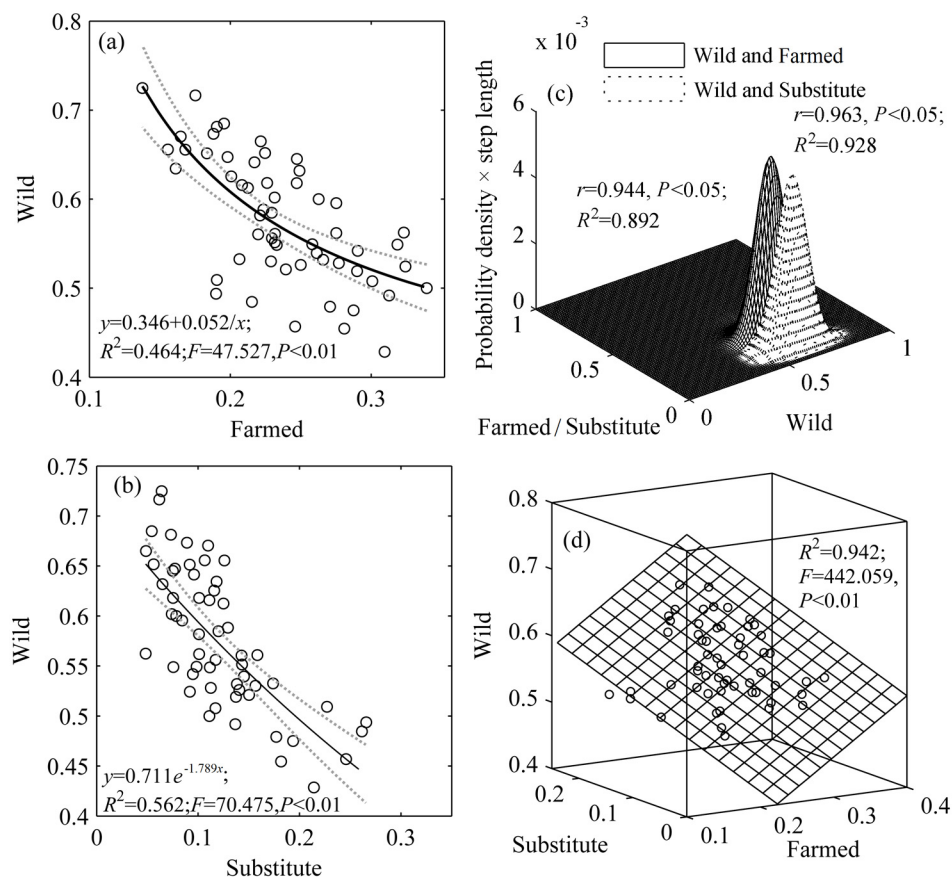 (a)
0.8
0.7
0.6
0.5
0.4
Wild
y=0.346+0.052/x;
R²=0.464;F=47.527,P<0.01
0.1
0.2
0.3
Farmed
x 10⁻³
Wild and Farmed
Wild and Substitute
(c)
6
4
2
0
Probability density × step length
r=0.963, P<0.05;
R²=0.928
r=0.944, P<0.05;
R²=0.892
1
0.5
0
0
0.5
1
Farmed / Substitute
Wild
(b)
0.75
0.7
0.65
0.6
0.55
0.5
0.45
0.4
Wild
y=0.711e⁻¹·⁷⁸⁹ˣ;
R²=0.562;F=70.475,P<0.01
0
0.1
0.2
0.3
Substitute
(d)
0.8
0.7
0.6
0.5
0.4
Wild
R²=0.942;
F=442.059,
P<0.01
0.2
0.1
0
Substitute
0.1
0.2
0.3
0.4
Farmed